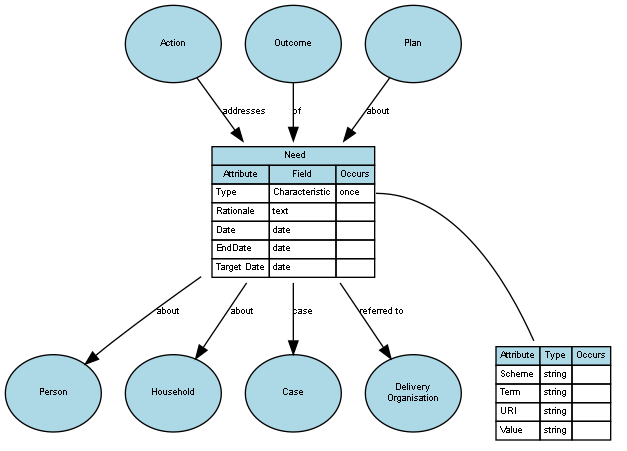 Action
Outcome
Plan
addresses
of
about
Need
Attribute Field Occurs
Type Characteristic once
Rationale text
Date date
EndDate date
Target Date date
about
about
case
referred to
Person
Household
Case
Delivery
Organisation
Attribute Type Occurs
Scheme string
Term string
URI string
Value string